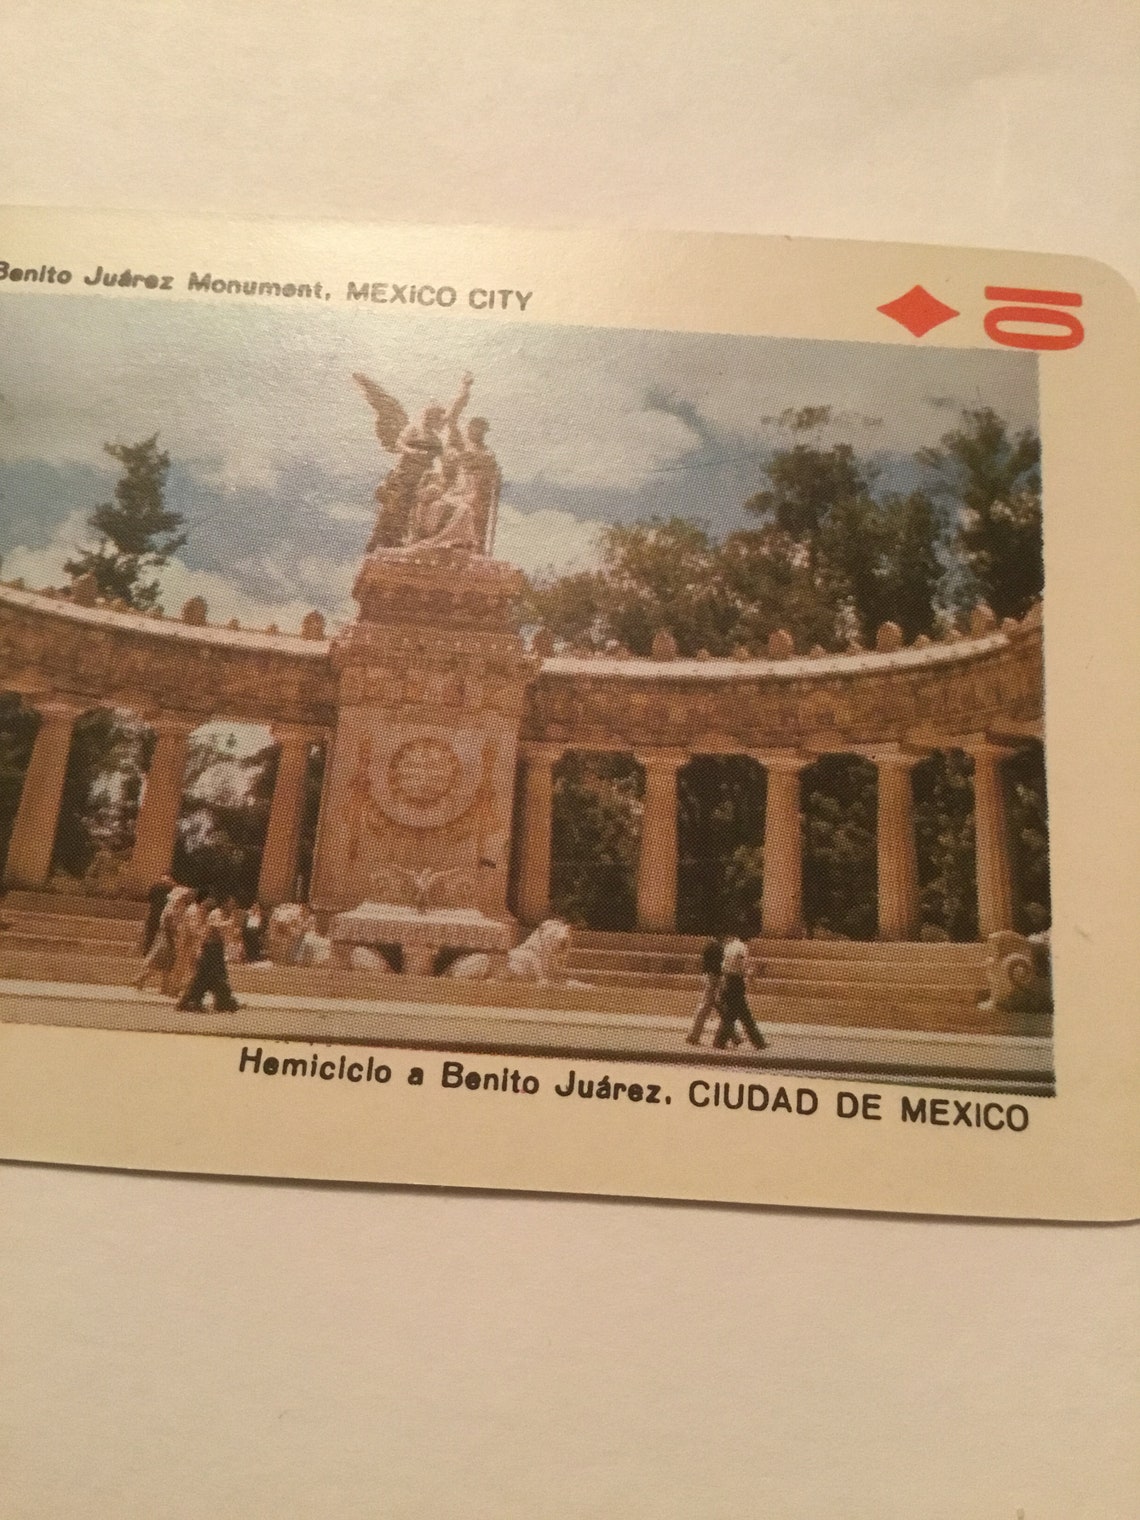 Benito Juárez Monument, MEXICO CITY
10
Hemiciclo a Benito Juárez, CIUDAD DE MEXICO